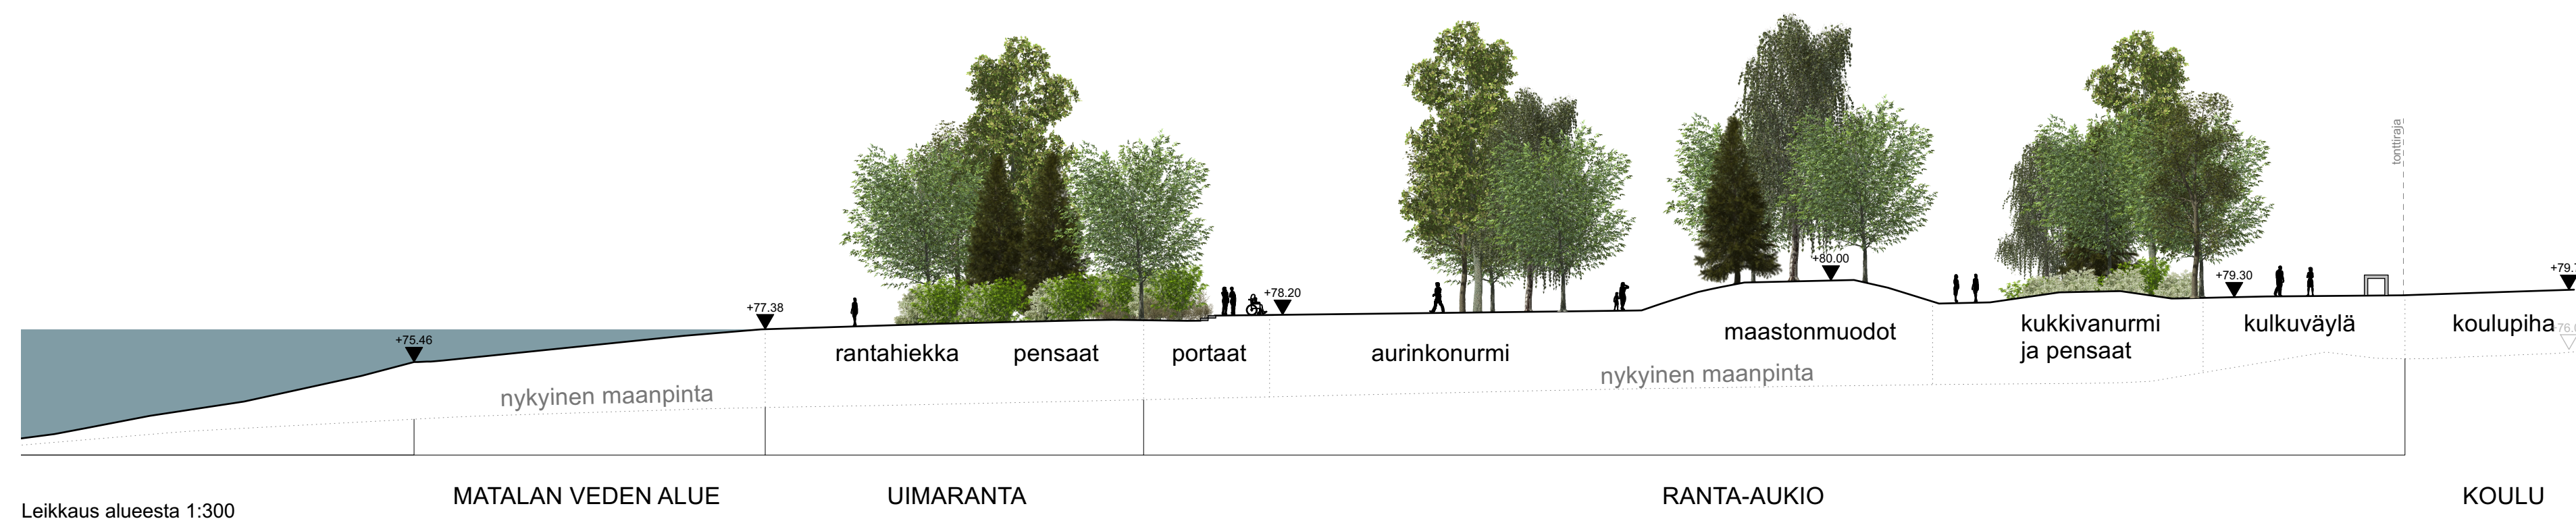 tonttiraja
+80.00
+79.30
+78.20
+77.38
+75.46
rantahiekka
pensaat
portaat
aurinkonurmi
maastonmuodot
kukkivanurmi
ja pensaat
kulkuväylä
koulupiha
nykyinen maanpinta
nykyinen maanpinta
MATALAN VEDEN ALUE
UIMARANTA
RANTA-AUKIO
KOULU
Leikkaus alueesta 1:300